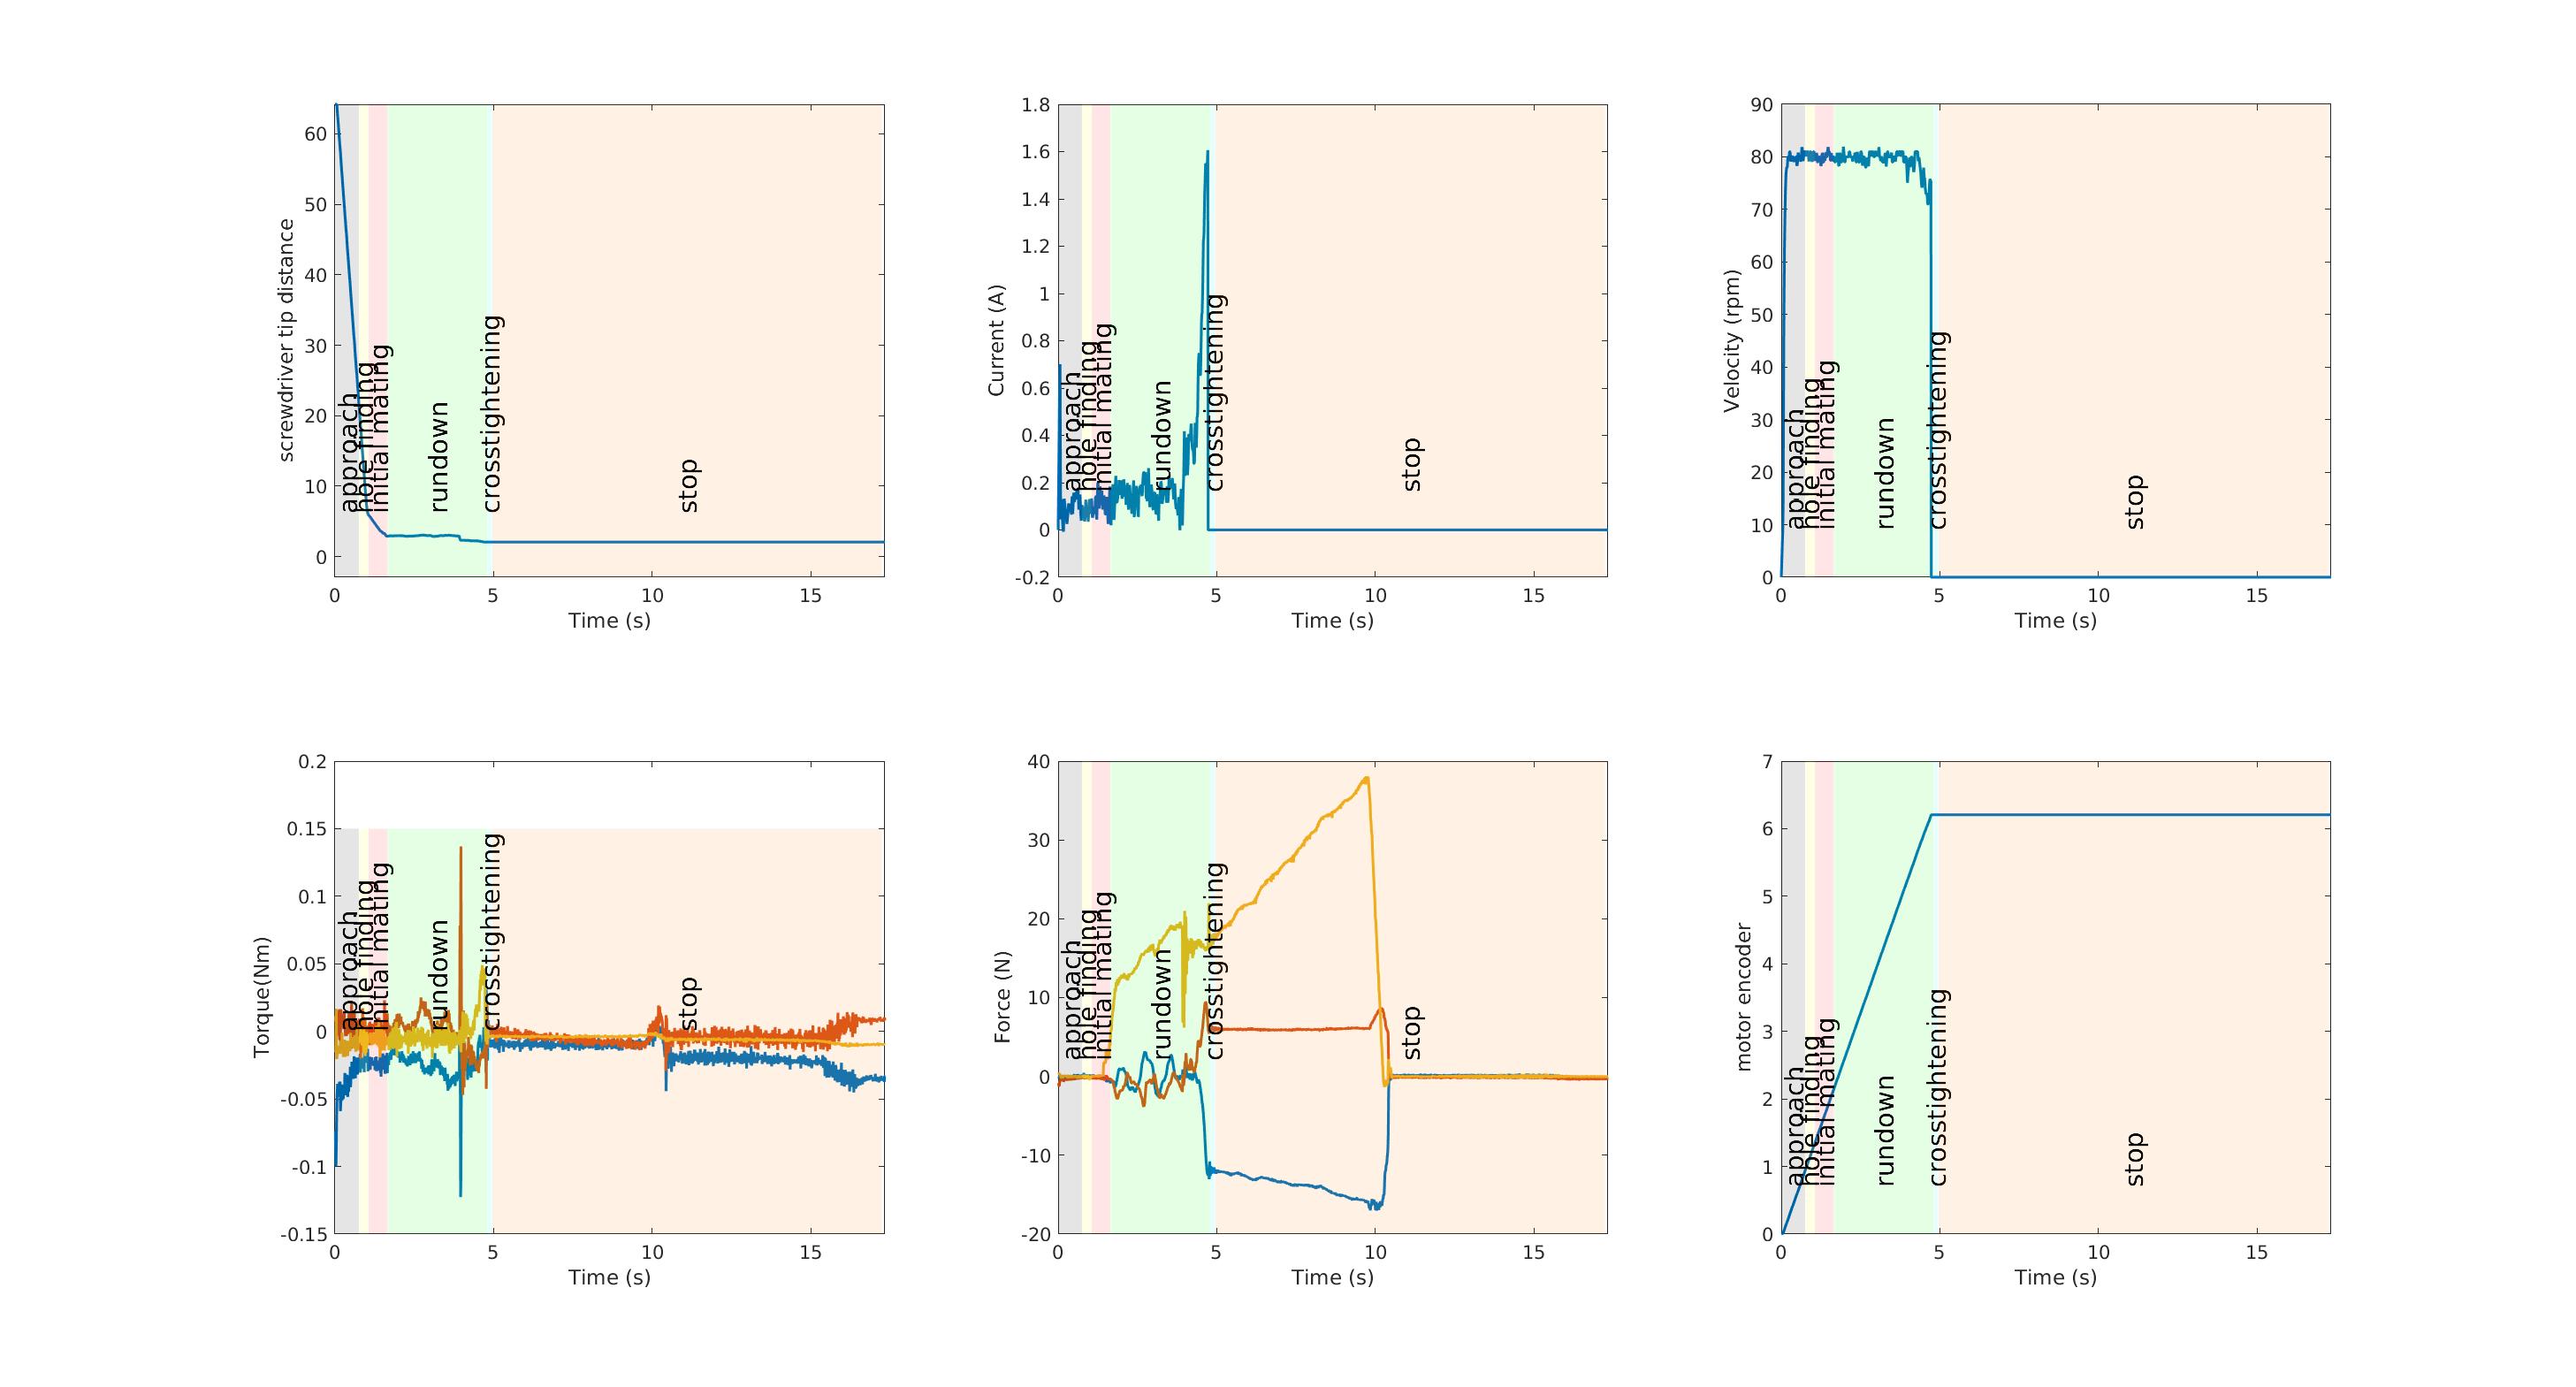 screwdriver tip distance
60
50
40
30
20
10
0
approach
hole finding
initial mating
rundown
crosstightening
stop
0
5
10
15
Time (s)
Current (A)
1.8
1.6
1.4
1.2
1
0.8
0.6
0.4
0.2
0
-0.2
approach
hole finding
initial mating
rundown
crosstightening
stop
0
5
10
15
Time (s)
Velocity (rpm)
90
80
70
60
50
40
30
20
10
0
approach
hole finding
initial mating
rundown
crosstightening
stop
0
5
10
15
Time (s)
Torque(Nm)
0.2
0.15
0.1
0.05
0
-0.05
-0.1
-0.15
approach
hole finding
initial mating
rundown
crosstightening
stop
0
5
10
15
Time (s)
Force (N)
40
30
20
10
0
-10
-20
approach
hole finding
initial mating
rundown
crosstightening
stop
0
5
10
15
Time (s)
motor encoder
7
6
5
4
3
2
1
0
approach
hole finding
initial mating
rundown
crosstightening
stop
0
5
10
15
Time (s)